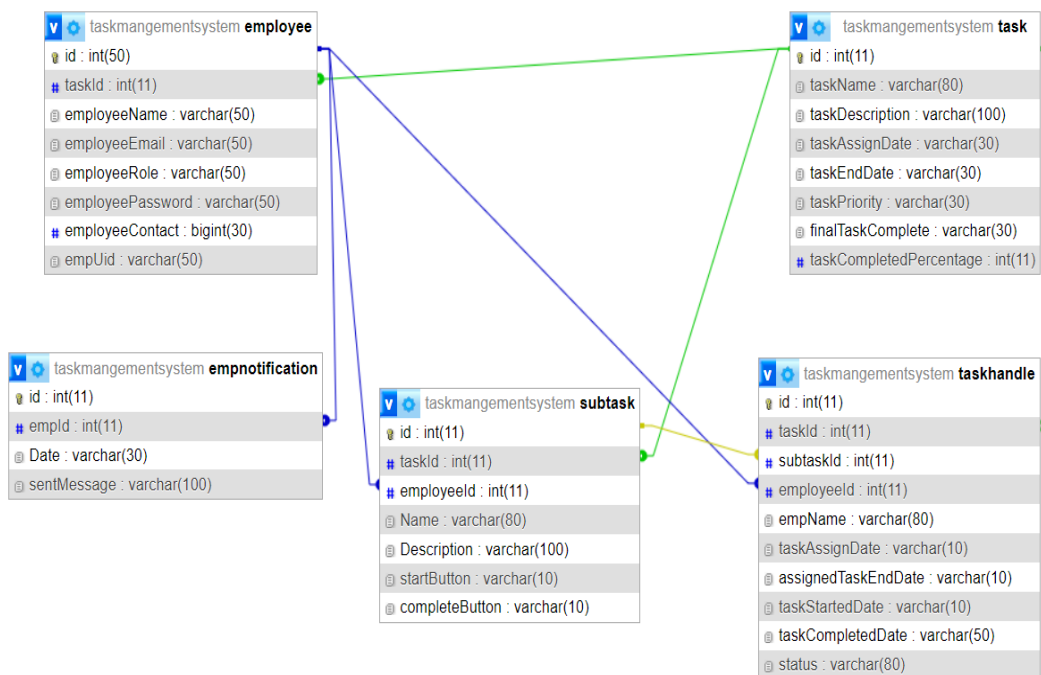 taskmangementsystem employee
id : int(50)
taskId : int(11)
employeeName : varchar(50)
employeeEmail : varchar(50)
employeeRole : varchar(50)
employeePassword : varchar(50)
employeeContact : bigint(30)
empUid : varchar(50)
taskmangementsystem task
id : int(11)
taskName : varchar(80)
taskDescription : varchar(100)
taskAssignDate : varchar(30)
taskEndDate : varchar(30)
taskPriority : varchar(30)
finalTaskComplete : varchar(30)
taskCompletedPercentage : int(11)
taskmangementsystem empnotification
id : int(11)
empId : int(11)
Date : varchar(30)
sentMessage : varchar(100)
taskmangementsystem subtask
id : int(11)
taskId : int(11)
employeeId : int(11)
Name : varchar(80)
Description : varchar(100)
startButton : varchar(10)
completeButton : varchar(10)
taskmangementsystem taskhandle
id : int(11)
taskId : int(11)
subtaskId : int(11)
employeeId : int(11)
empName : varchar(80)
taskAssignDate : varchar(10)
assignedTaskEndDate : varchar(10)
taskStartedDate : varchar(10)
taskCompletedDate : varchar(50)
status : varchar(80)